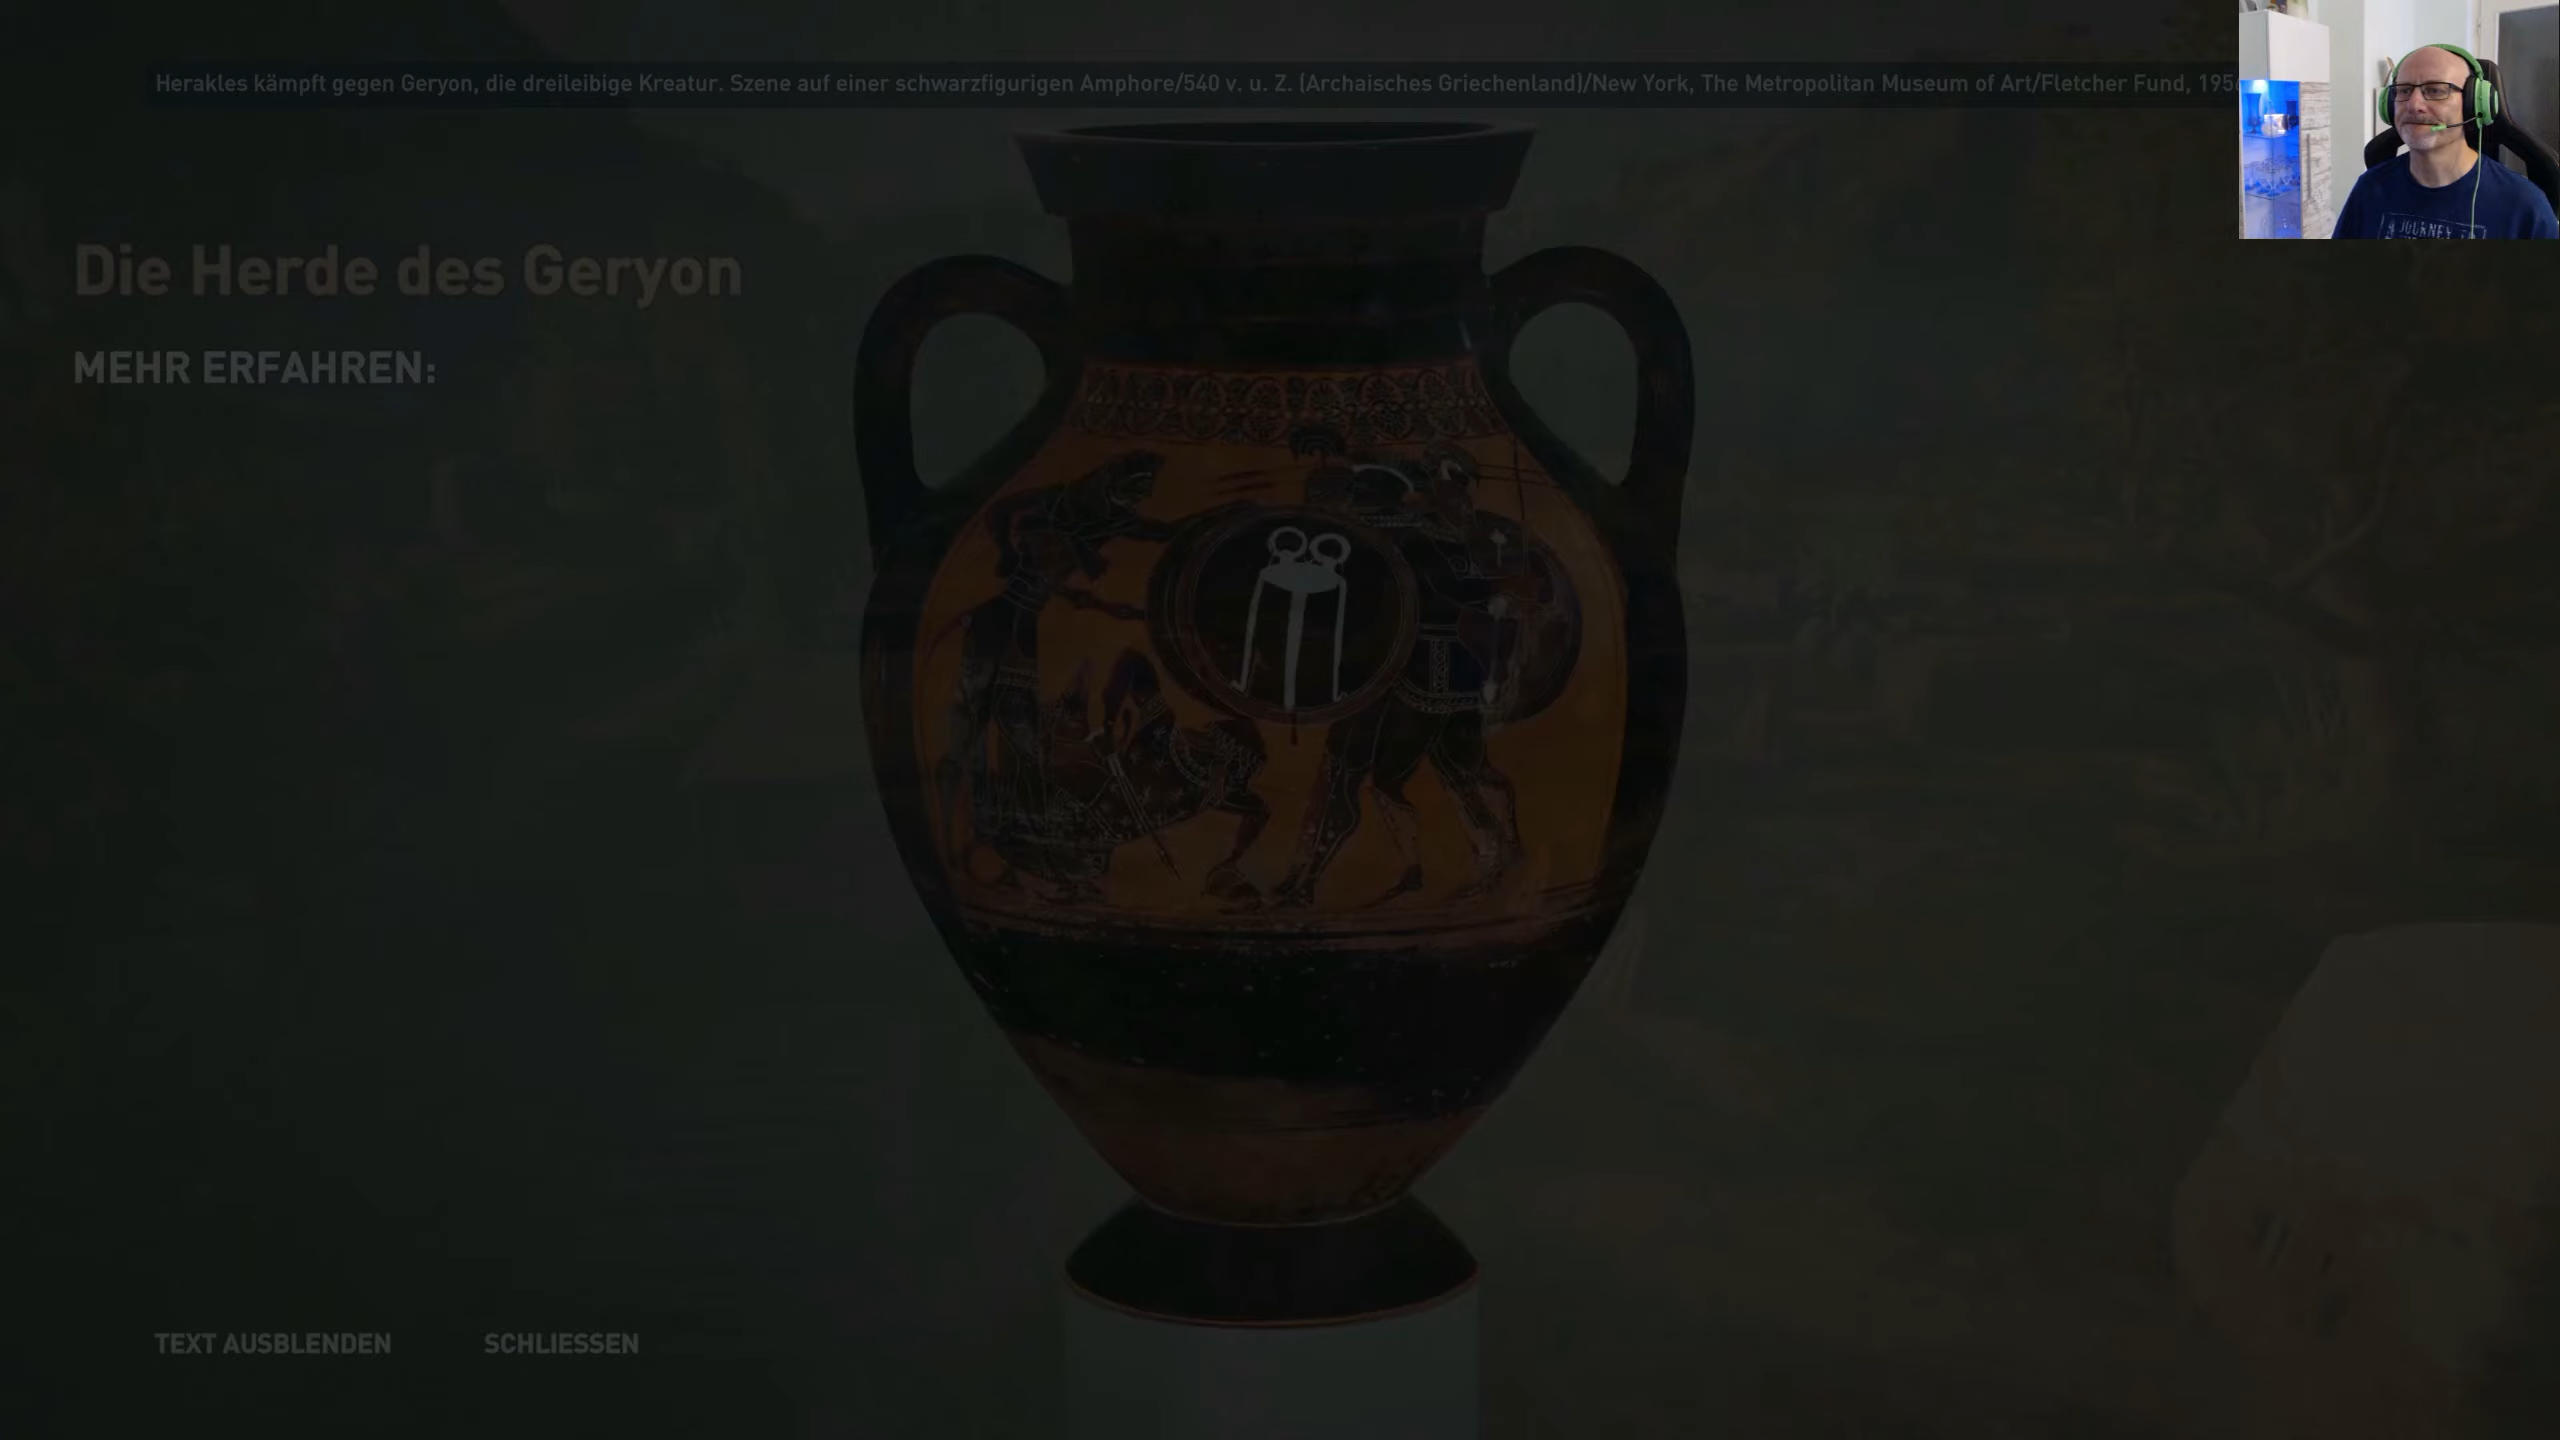 Herakles kämpft gegen Geryon, die dreileibige Kreatur. Szene auf einer schwarzfigurigen Amphore/540 v. u. Z. (Archaisches Griechenland)/New York, The Metropolitan Museum of Art/Fletcher Fund,
Die Herde des Geryon
MEHR ERFAHREN:
A JOURNEY
TEXT AUSBLENDEN
SCHLIESSEN